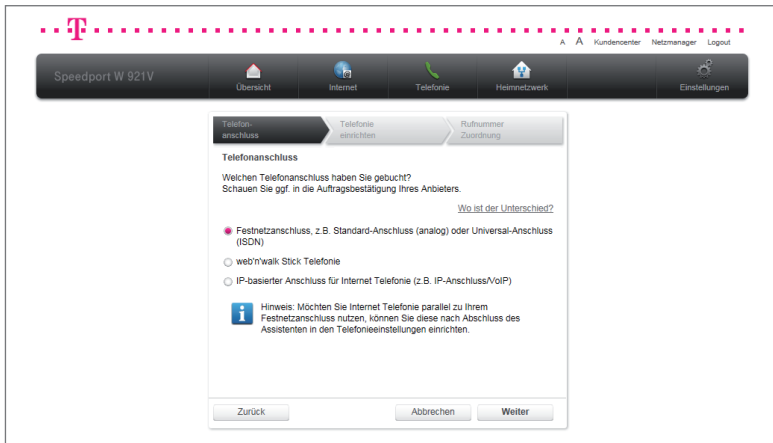 T
A A Kundencenter Netzmanager Logout
Speedport W 921V
Übersicht Internet Telefonie Heimnetzwerk Einstellungen
Telefon-
anschluss
Telefonie
einrichten
Rufnummer
Zuordnung
Telefonanschluss
Welchen Telefonanschluss haben Sie gebucht?
Schauen Sie ggf. in die Auftragsbestätigung Ihres Anbieters.
Wo ist der Unterschied?
Festnetzanschluss, z.B. Standard-Anschluss (analog) oder Universal-Anschluss
(ISDN)
web'n'walk Stick Telefonie
IP-basierter Anschluss für Internet Telefonie (z.B. IP-Anschluss/VoIP)
Hinweis: Möchten Sie Internet Telefonie parallel zu Ihrem
Festnetzanschluss nutzen, können Sie diese nach Abschluss des
Assistenten in den Telefonieeinstellungen einrichten.
Zurück Abbrechen Weiter